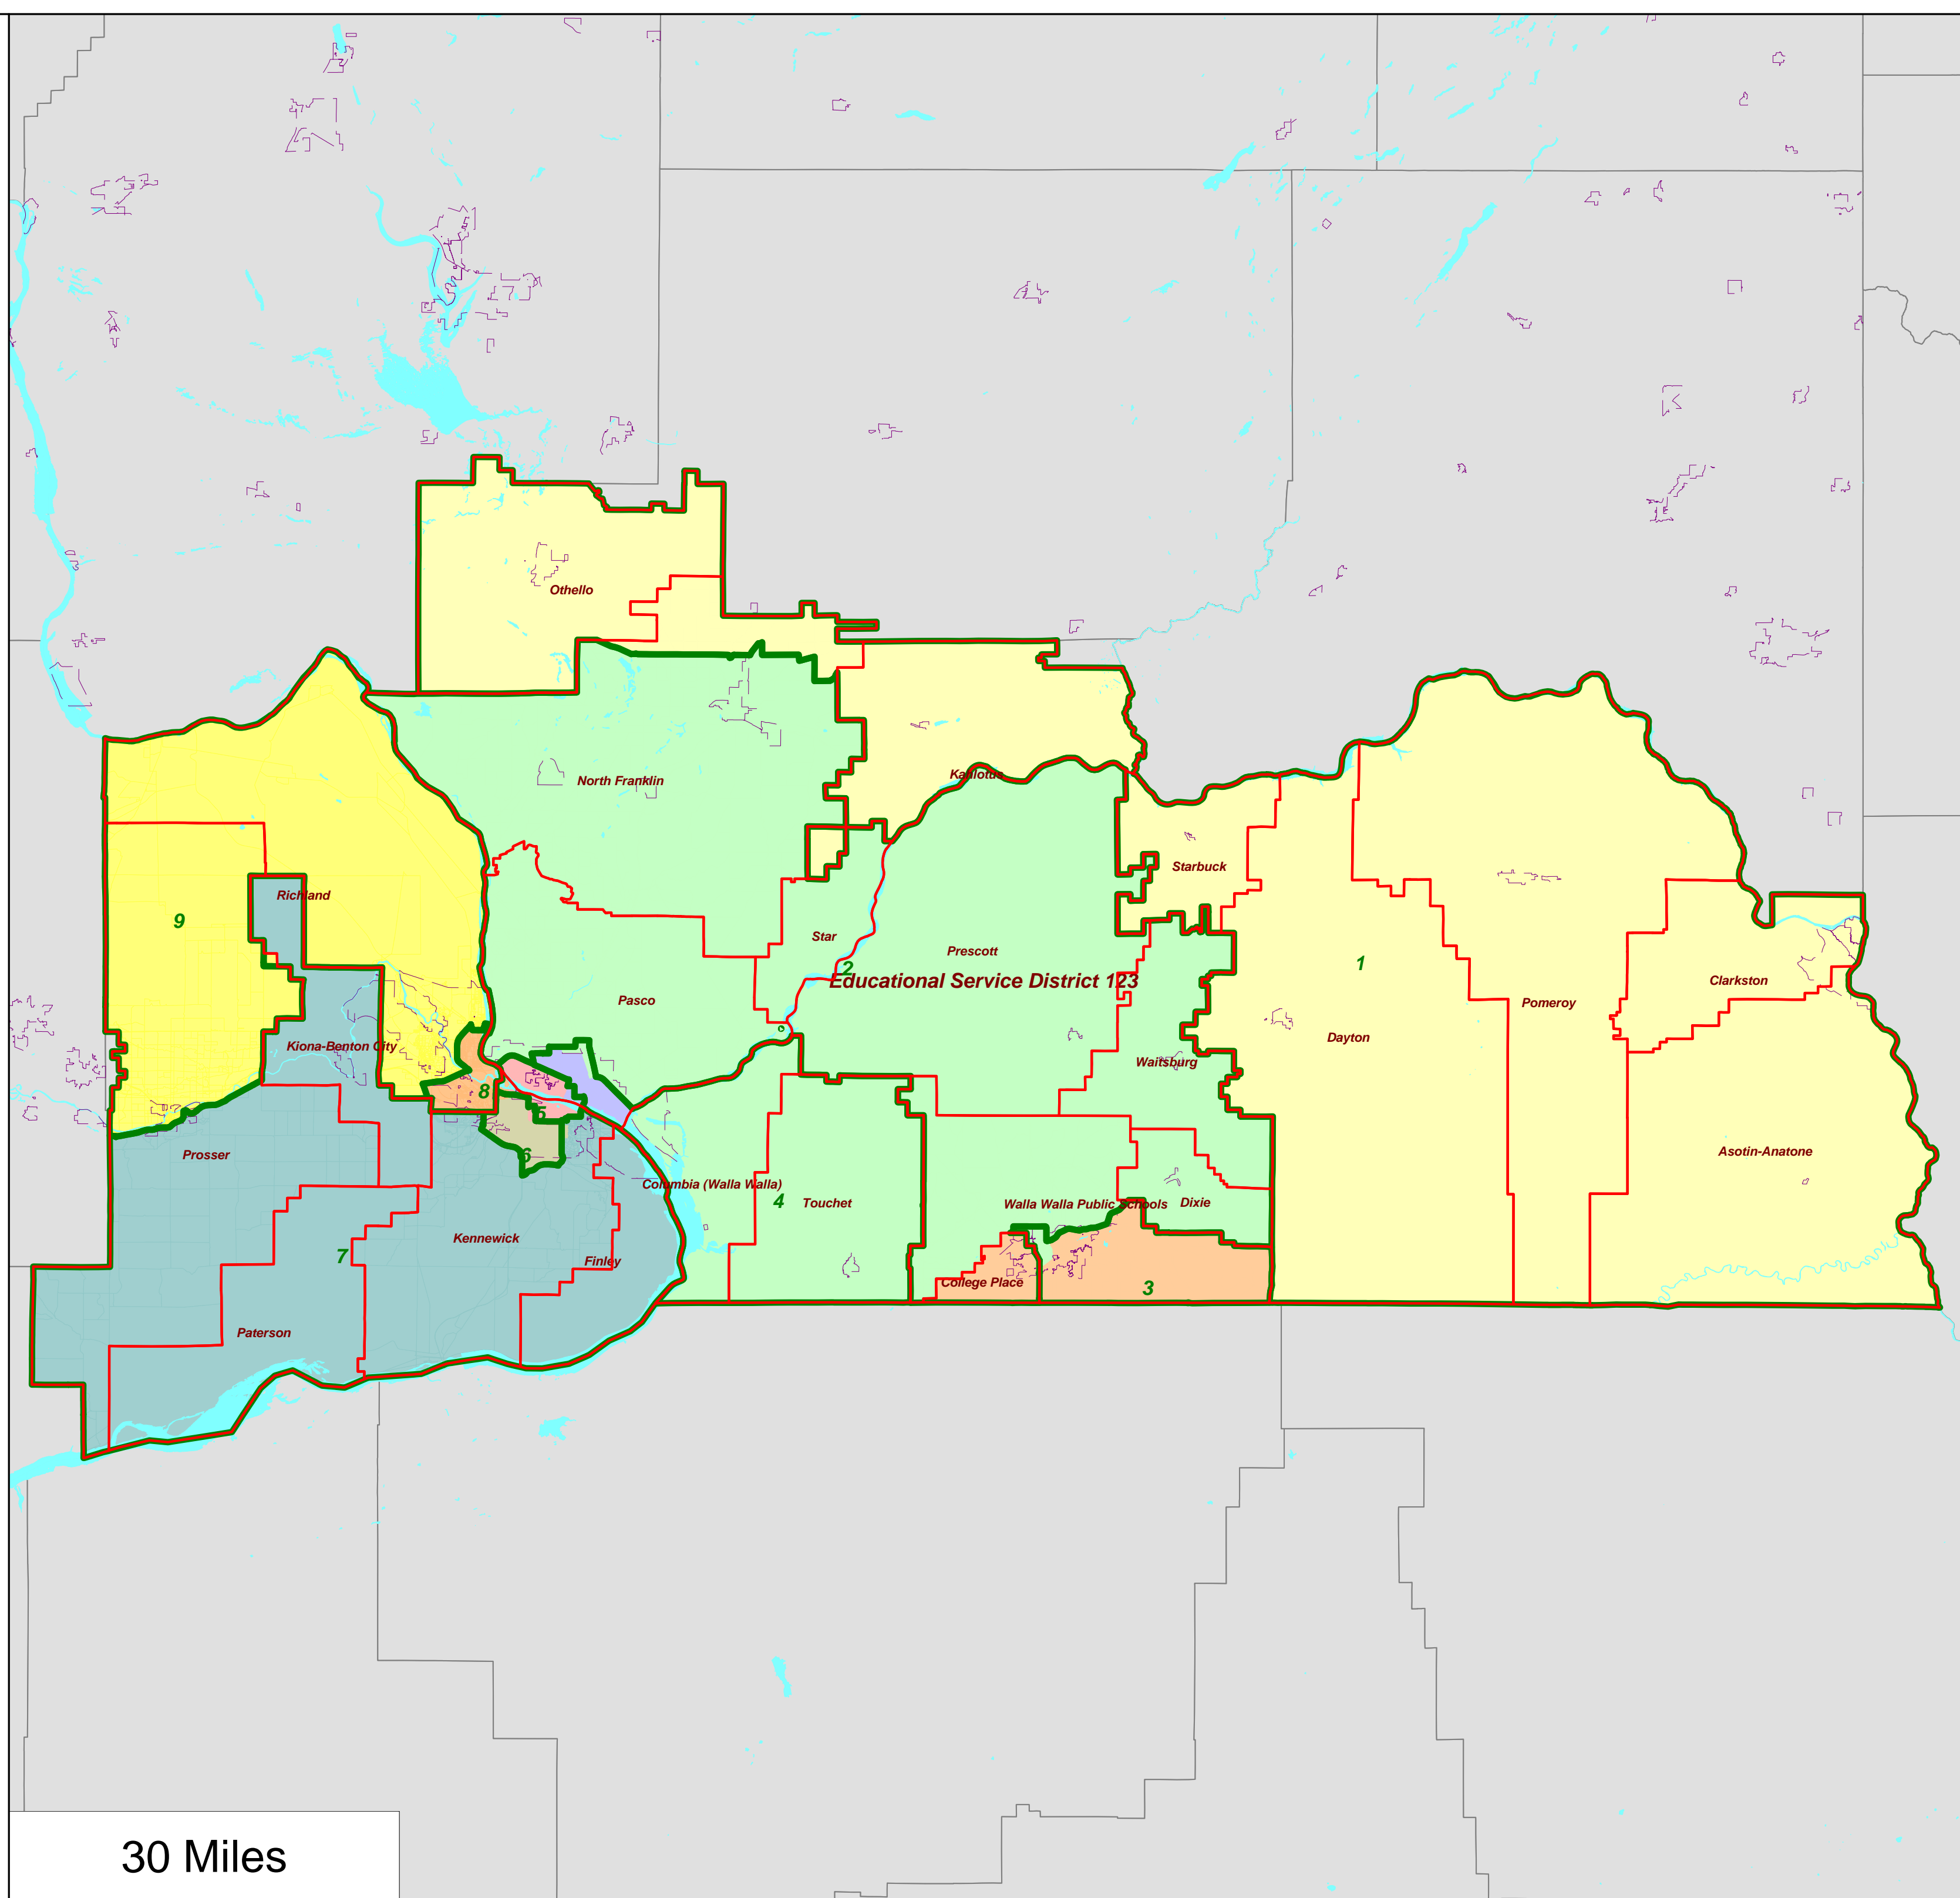 Othello
North Franklin
Kahlotus
Starbuck
Richland
9
Star
Prescott
2
Educational Service District 123
1
Clarkston
Pasco
Pomeroy
Dayton
Kiona-Benton City
Waitsburg
8
5
6
Prosser
Asotin-Anatone
Columbia (Walla Walla)
4
Touchet
Walla Walla Public Schools
Dixie
Kennewick
7
Finley
College Place
3
Paterson
30 Miles